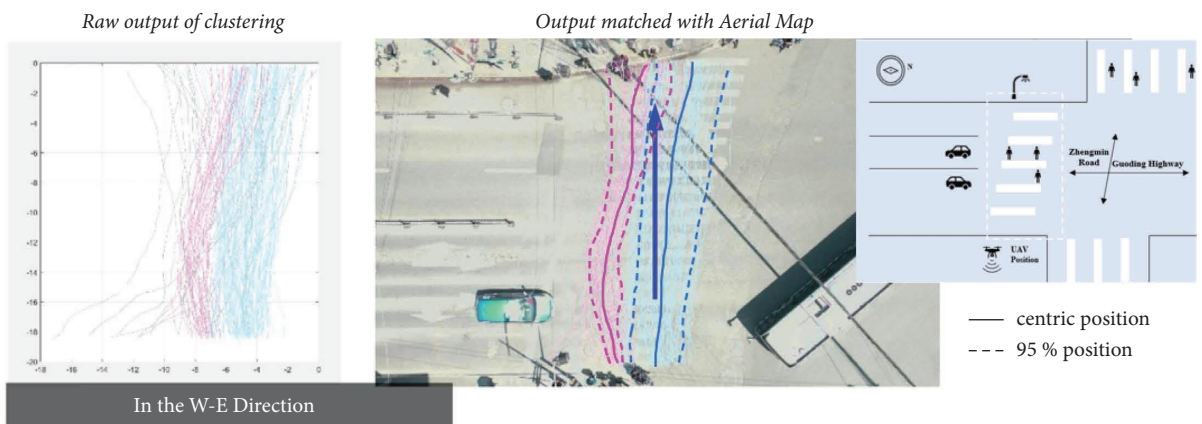 Raw output of clustering
Output matched with Aerial Map
0
-2
-4
-6
-8
-10
-12
-14
-16
-18
-20
-18
-16
-14
-12
-10
-8
-6
-4
-2
0
In the W-E Direction
N
Zhengmin
Road
Guoding Highway
UAV
Position
centric position
95 % position